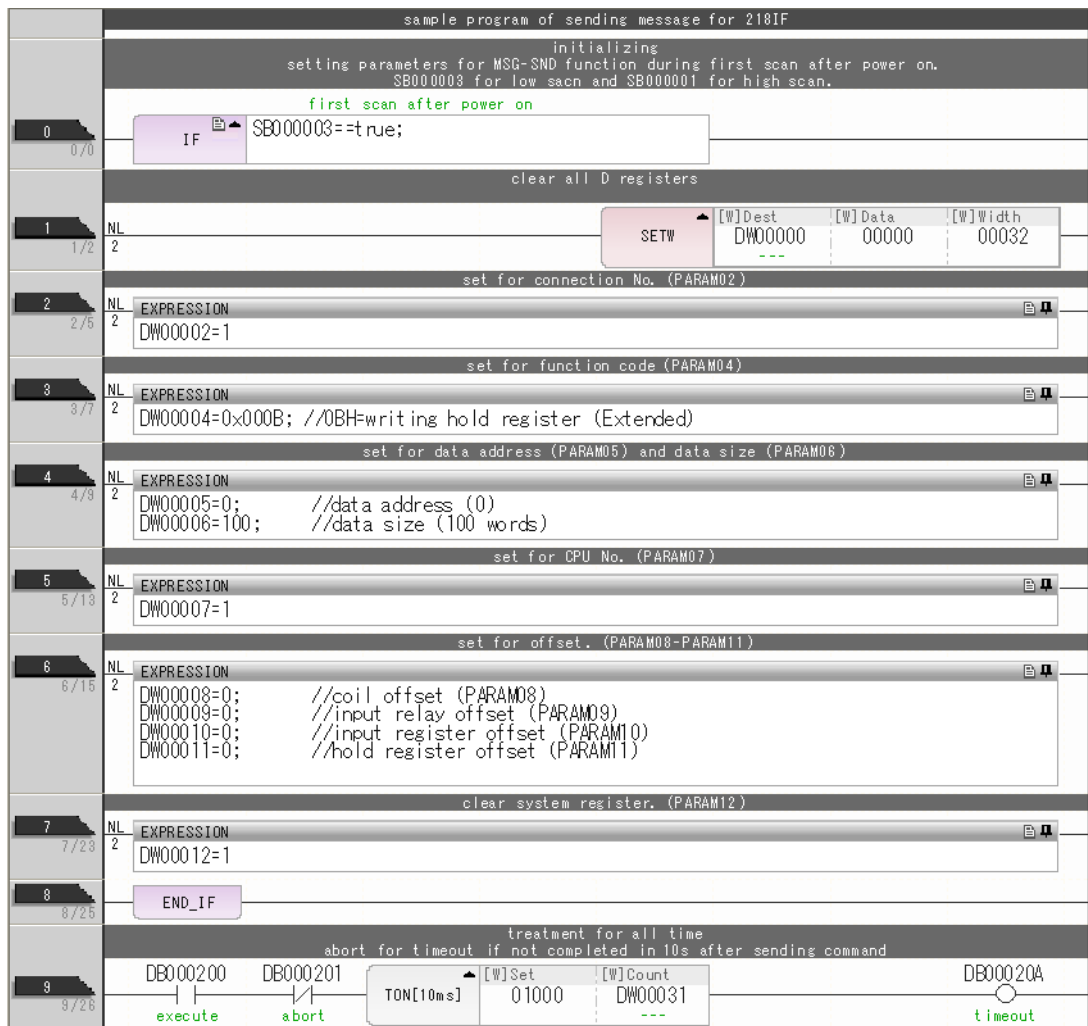 sample program of sending message for 218IF
initializing
setting parameters for MSG-SND function during first scan after power on.
SB000003 for low sacn and SB000001 for high scan.
first scan after power on
0
0/0
IF
SB000003==true;
clear all D registers
1
1/2
NL
2
SETW
[W]Dest [W]Data [W]Width
DW00000 00000 00032
---
set for connection No. (PARAM02)
2
2/5
NL
2
EXPRESSION
DW00002=1
set for function code (PARAM04)
3
3/7
NL
2
EXPRESSION
DW00004=0x000B; //0BH=writing hold register (Extended)
set for data address (PARAM05) and data size (PARAM06)
4
4/9
NL
2
EXPRESSION
DW00005=0; //data address (0)
DW00006=100; //data size (100 words)
set for CPU No. (PARAM07)
5
5/13
NL
2
EXPRESSION
DW00007=1
set for offset. (PARAM08-PARAM11)
6
6/15
NL
2
EXPRESSION
DW00008=0; //coil offset (PARAM08)
DW00009=0; //input relay offset (PARAM09)
DW00010=0; //input register offset (PARAM10)
DW00011=0; //hold register offset (PARAM11)
clear system register. (PARAM12)
7
7/23
NL
2
EXPRESSION
DW00012=1
8
8/25
END_IF
treatment for all time
abort for timeout if not completed in 10s after sending command
9
9/26
DB000200 DB000201
execute abort
TON[10ms]
[W]Set [W]Count
01000 DW00031
---
DB00020A
timeout